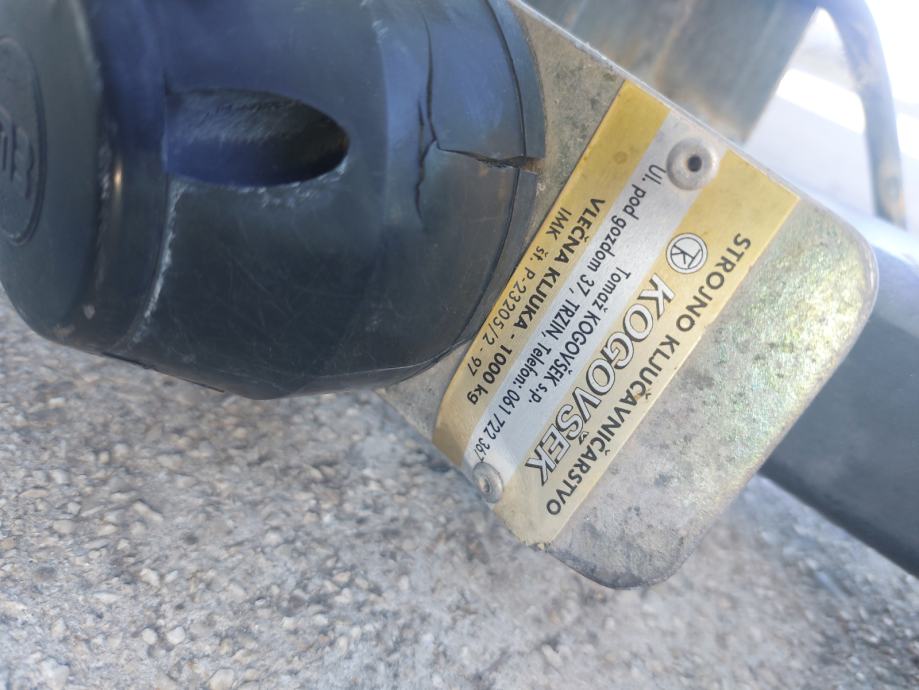 STROJNO KLJUČAVNIČARSTVO
TK KOGOVŠEK
Tomaž KOGOVŠEK s.p.
Ul. pod gozdom 37, TRZIN. Telefon: 061 722 367
VLEČNA KLJUKA - 1000 kg
IMK št. P-23205/2 - 97